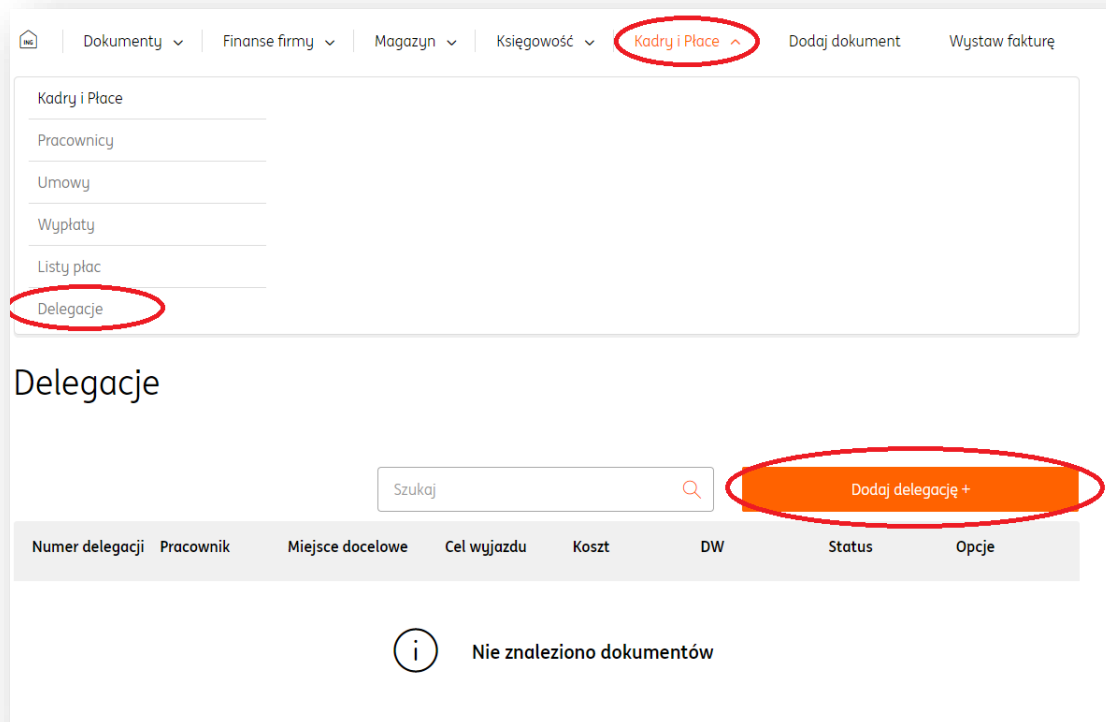 ING Dokumenty Finanse firmy Magazyn Księgowość Kadry i Płace Dodaj dokument Wystaw fakturę
Kadry i Płace
Pracownicy
Umowy
Wypłaty
Listy płac
Delegacje
Delegacje
Szukaj Dodaj delegację +
Numer delegacji Pracownik Miejsce docelowe Cel wyjazdu Koszt DW Status Opcje
i Nie znaleziono dokumentów